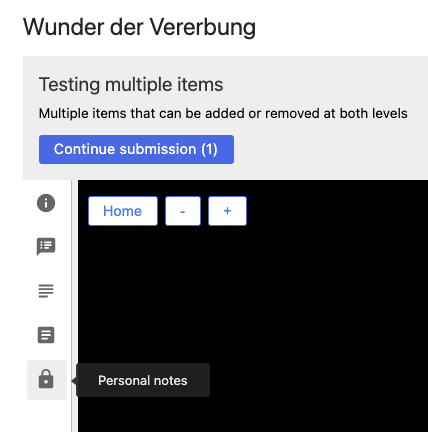 Wunder der Vererbung
Testing multiple items
Multiple items that can be added or removed at both levels
Continue submission (1)
Home - +
Personal notes